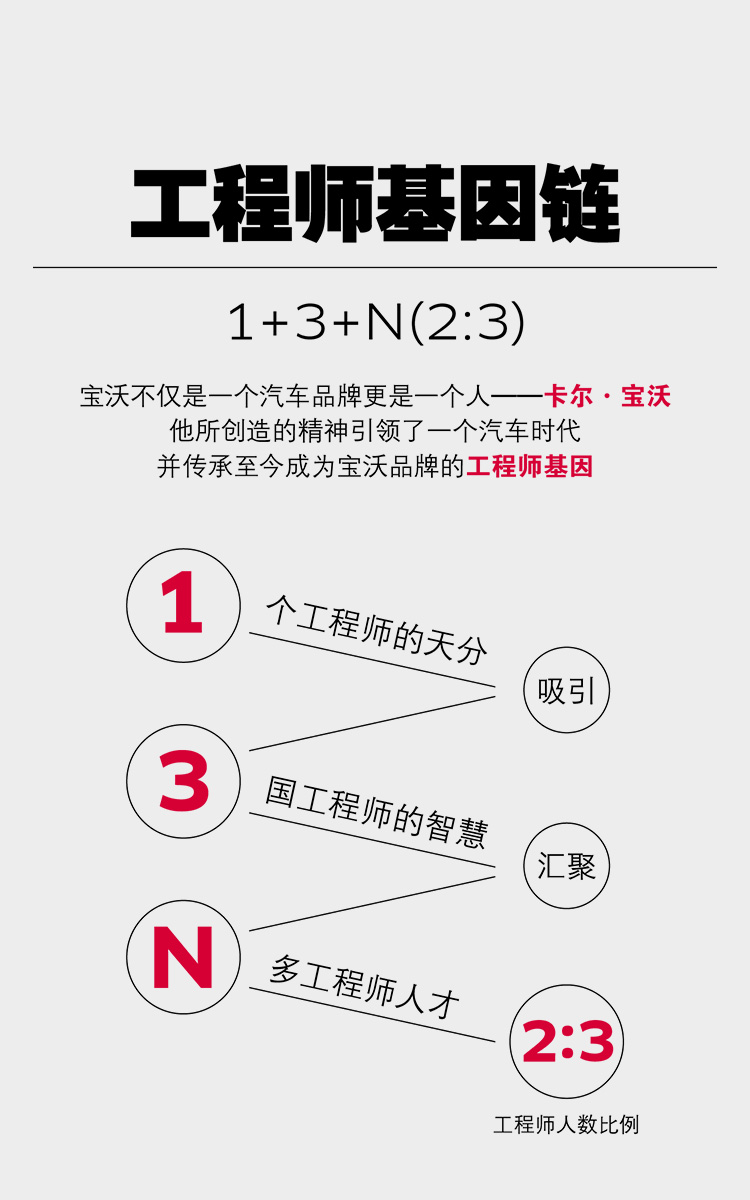 工程师基因链
1+3+N(2:3)
宝沃不仅是一个汽车品牌更是一个人——卡尔·宝沃
他所创造的精神引领了一个汽车时代
并传承至今成为宝沃品牌的工程师基因
1
个工程师的天分
吸引
3
国工程师的智慧
汇聚
N
多工程师人才
2:3
工程师人数比例